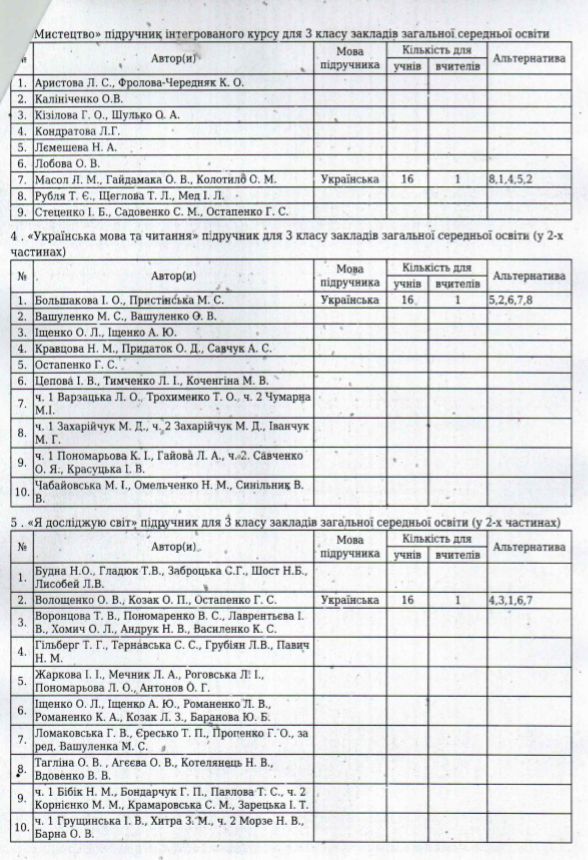 Мистецтво» підручник інтегрованого курсу для 3 класу закладів загальної середньої освіти
№ Автор(и) Мова підручника Кількість для учнів вчителів Альтернатива
1. Аристова Л. С., Фролова-Чередняк К. О.
2. Калініченко О.В.
3. Кізілова Г. О., Шулько О. А.
4. Кондратова Л.Г.
5. Лємешева Н. А.
6. Лобова О. В.
7. Масол Л. М., Гайдамака О. В., Колотило О. М. Українська 16 1 8,1,4,5,2
8. Рубля Т. Є., Щеглова Т. Л., Мед І. Л.
9. Стеценко І. Б., Садовенко С. М., Остапенко Г. С.
4 . «Українська мова та читання» підручник для 3 класу закладів загальної середньої освіти (у 2-х
частинах)
№ Автор(и) Мова підручника Кількість для учнів вчителів Альтернатива
1. Большакова І. О., Пристінська М. С. Українська 16 1 5,2,6,7,8
2. Вашуленко М. С., Вашуленко О. В.
3. Іщенко О. Л., Іщенко А. Ю.
4. Кравцова Н. М., Придаток О. Д., Савчук А. С.
5. Остапенко Г. С.
6. Цепова І. В., Тимченко Л. І., Коченгіна М. В.
7. ч. 1 Варзацька Л. О., Трохименко Т. О., ч. 2 Чумарна
М.І.
8. ч. 1 Захарійчук М. Д., ч. 2 Захарійчук М. Д., Іванчук
М. Г.
9. ч. 1 Пономарьова К. І., Гайова Л. А., ч. 2. Савченко
О. Я., Красуцька І. В.
10. Чабайовська М. І., Омельченко Н. М., Синільник В.
В.
5 . «Я досліджую світ» підручник для 3 класу закладів загальної середньої освіти (у 2-х частинах)
№ Автор(и) Мова підручника Кількість для учнів вчителів Альтернатива
1. Будна Н.О., Гладюк Т.В., Заброцька С.Г., Шост Н.Б.,
Лисобей Л.В.
2. Волощенко О. В., Козак О. П., Остапенко Г. С. Українська 16 1 4,3,1,6,7
3. Воронцова Т. В., Пономаренко В. С., Лаврентьєва І.
В., Хомич О. Л., Андрук Н. В., Василенко К. С.
4. Гільберг Т. Г., Тарнавська С. С., Грубіян Л.В., Павич
Н. М.
5. Жаркова І. І., Мечник Л. А., Роговська Л. І.,
Пономарьова Л. О., Антонов О. Г.
6. Іщенко О. Л., Іщенко А. Ю., Романенко Л. В.,
Романенко К. А., Козак Л. З., Баранова Ю. Б.
7. Ломаковська Г. В., Єресько Т. П., Проценко Г. О., за
ред. Вашуленка М. С.
8. Тагліна О. В. , Агеєва О. В., Котелянець Н. В.,
Вдовенко В. В.
9. ч. 1 Бібік Н. М., Бондарчук Г. П., Павлова Т. С., ч. 2
Корнієнко М. М., Крамаровська С. М., Зарецька І. Т.
10. ч. 1 Грущинська І. В., Хитра З. М., ч. 2 Морзе Н. В.,
Барна О. В.